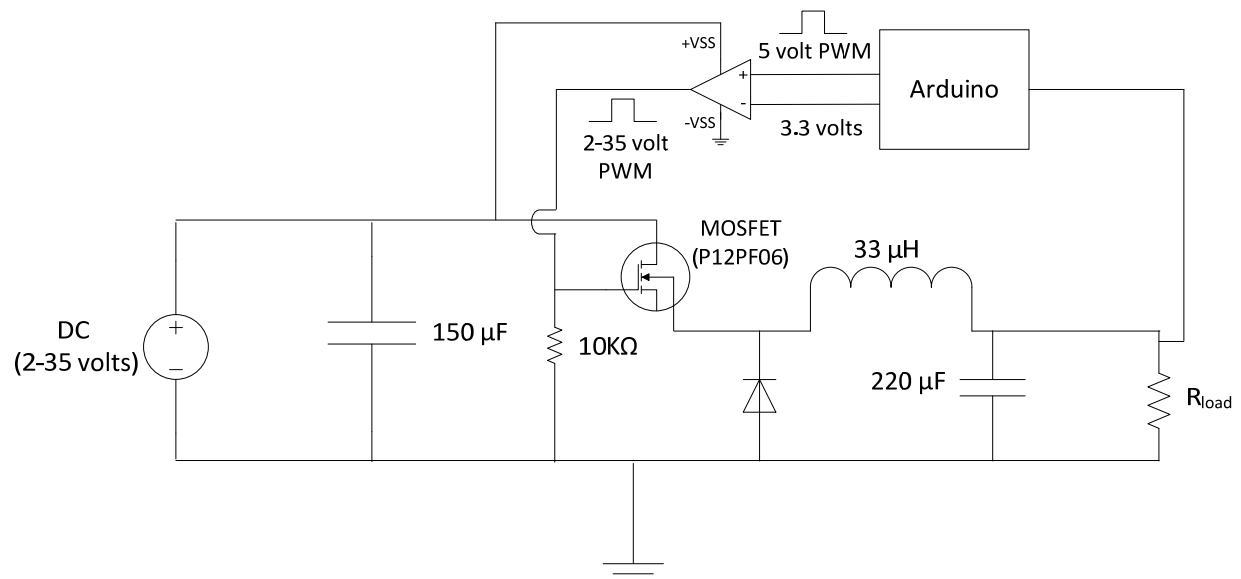 +VSS
5 volt PWM
+
-
3.3 volts
Arduino
-VSS
2-35 volt
PWM
MOSFET
(P12PF06)
33 µH
DC
(2-35 volts)
+
−
150 µF
10KΩ
220 µF
Rload